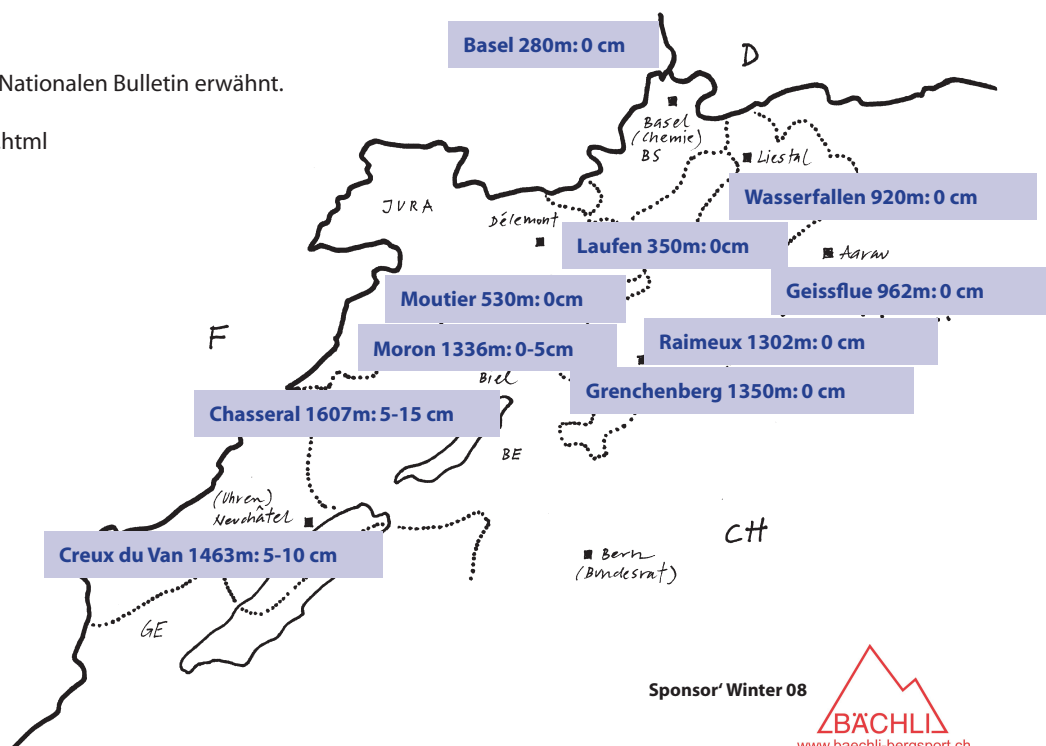 Basel 280m: 0 cm
D
Nationalen Bulletin erwähnt.
html
Basel
(Chemie)
BS
Liestal
Wasserfallen 920m: 0 cm
JURA
Délemont
Laufen 350m: 0cm
Aarau
Moutier 530m: 0cm
Geissflue 962m: 0 cm
F
Moron 1336m: 0-5cm
Raimeux 1302m: 0 cm
Biel
Grenchenberg 1350m: 0 cm
Chasseral 1607m: 5-15 cm
BE
(Uhren)
Neuchâtel
CH
Creux du Van 1463m: 5-10 cm
Bern
(Bundesrat)
GE
Sponsor' Winter 08
BÄCHLI
www.baechli-bergsport.ch